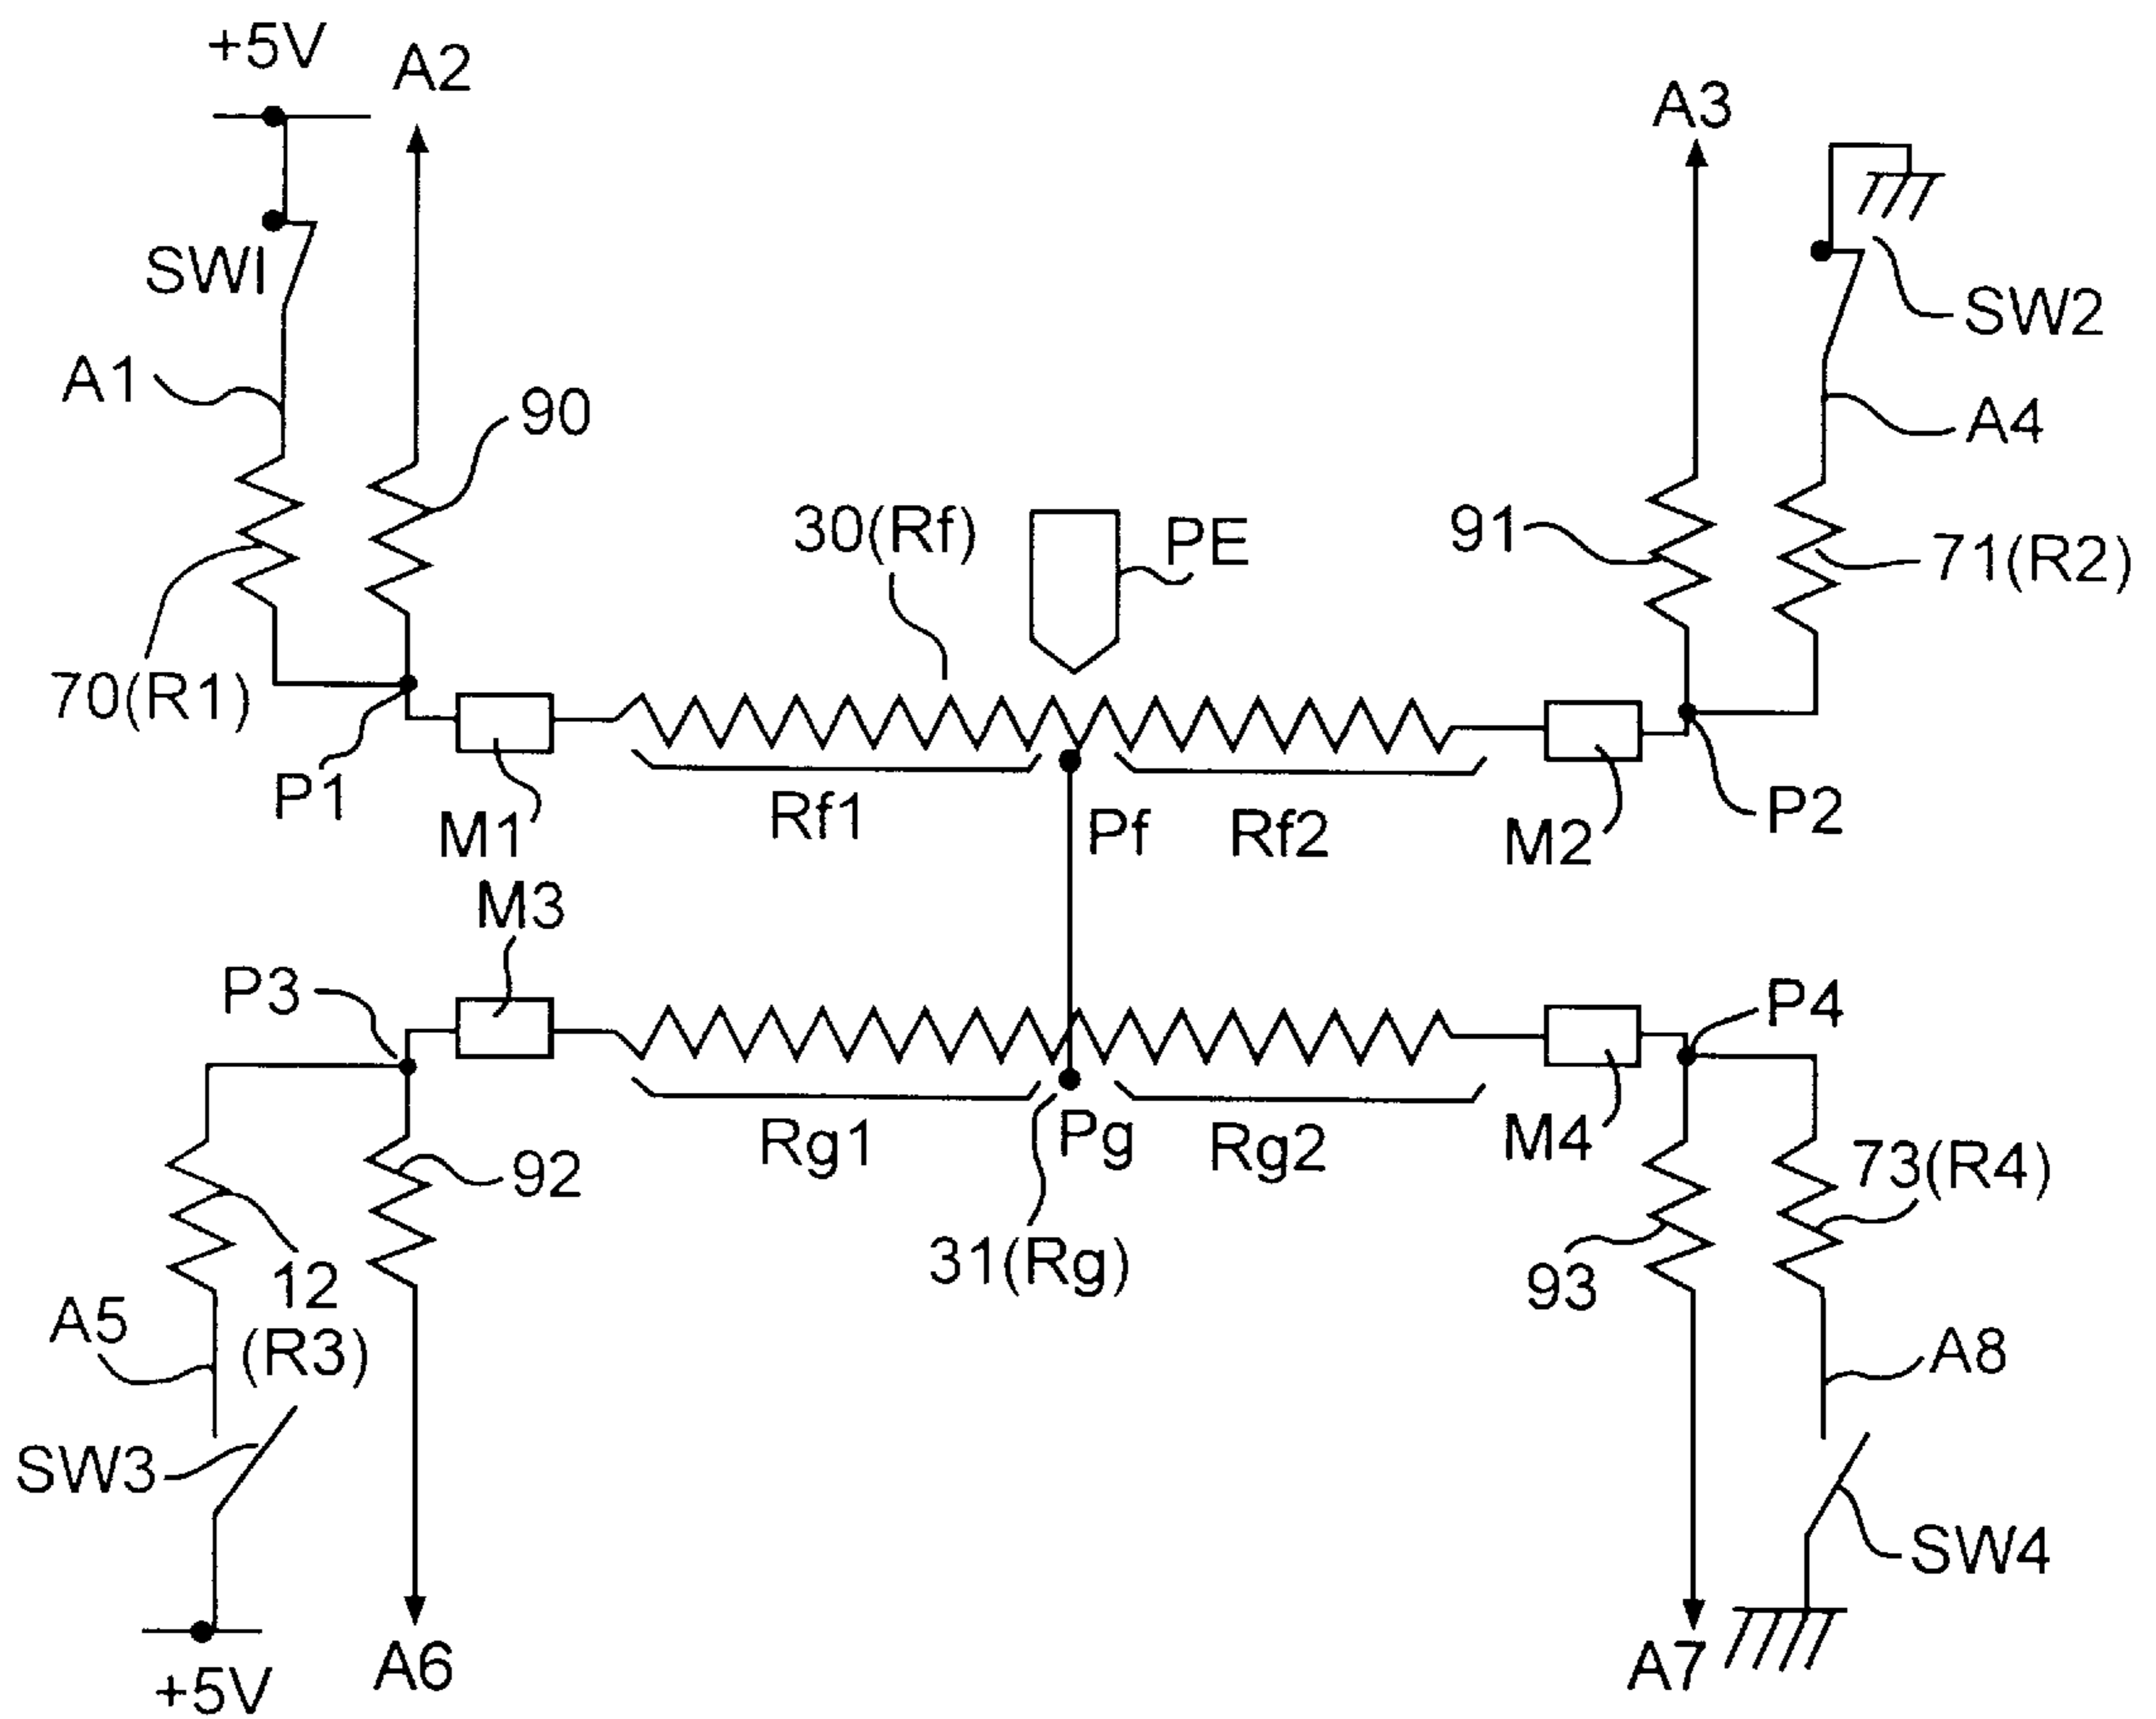 +5V
A2
A3
SW1
SW2
A1
A4
90
30(Rf)
PE
91
71(R2)
70(R1)
P1
M1
Rf1
Pf
Rf2
M2
P2
M3
P3
P4
Rg1
Pg
Rg2
M4
92
73(R4)
31(Rg)
12
(R3)
93
A5
A8
SW3
SW4
+5V
A6
A7